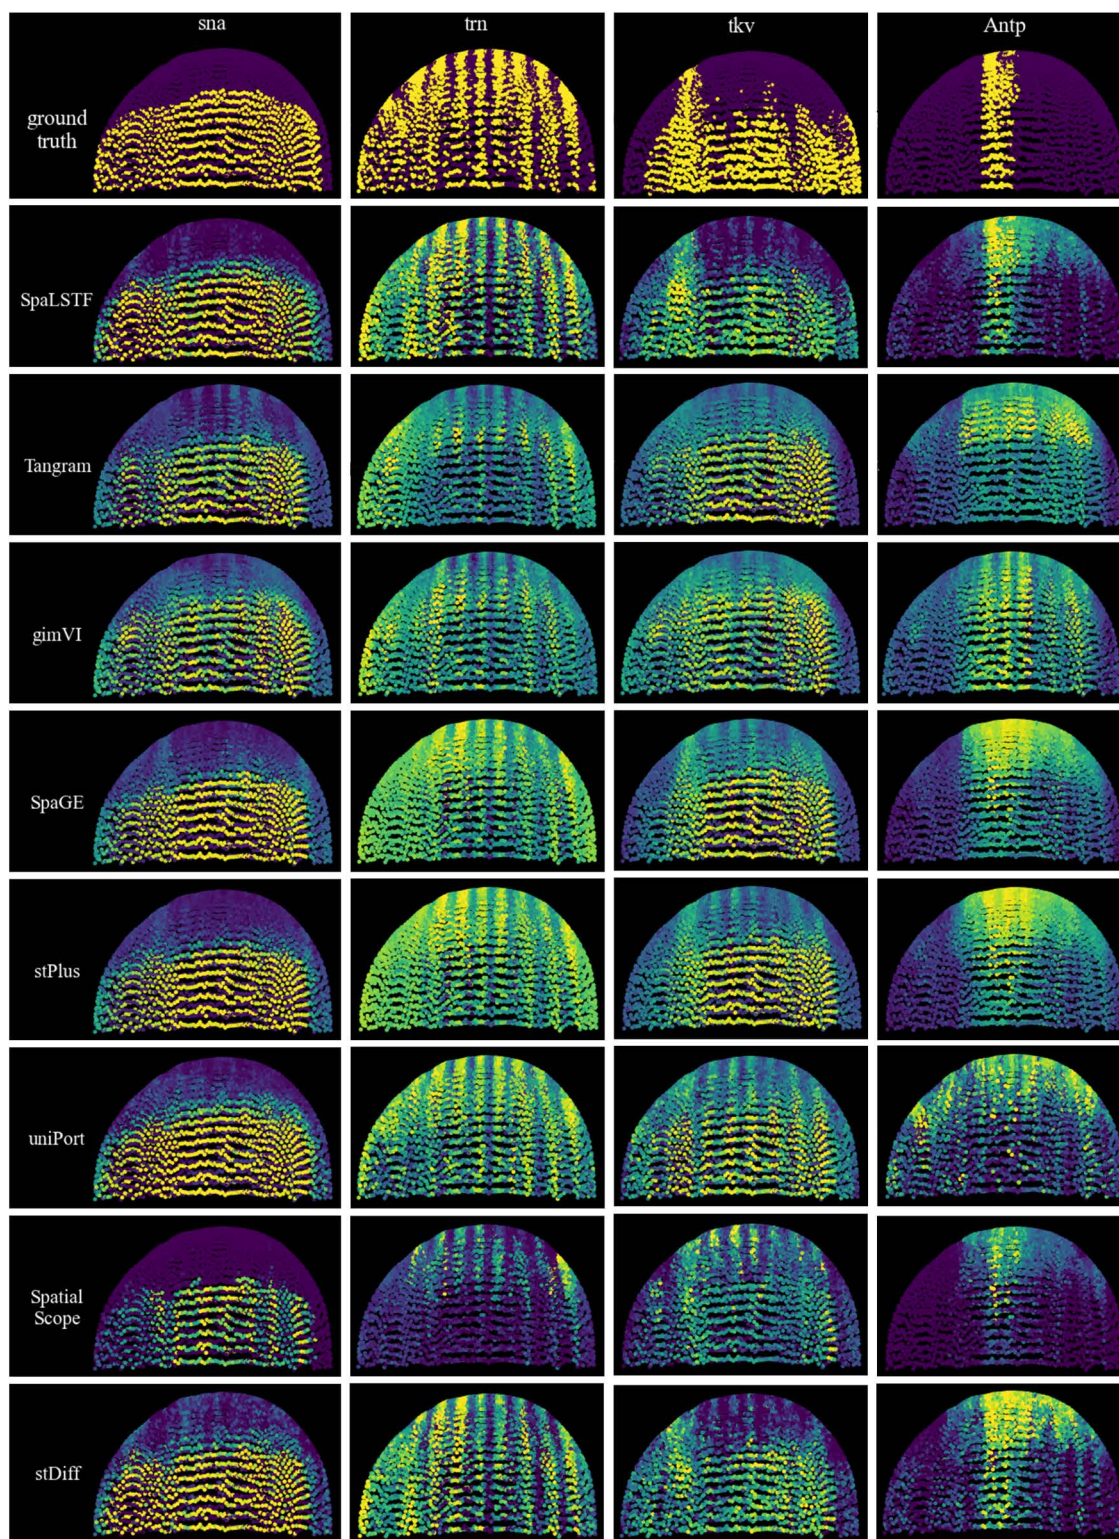 sna trn tkv Antp
ground
truth
SpaLSTF
Tangram
gimVI
SpaGE
stPlus
uniPort
Spatial
Scope
stDiff